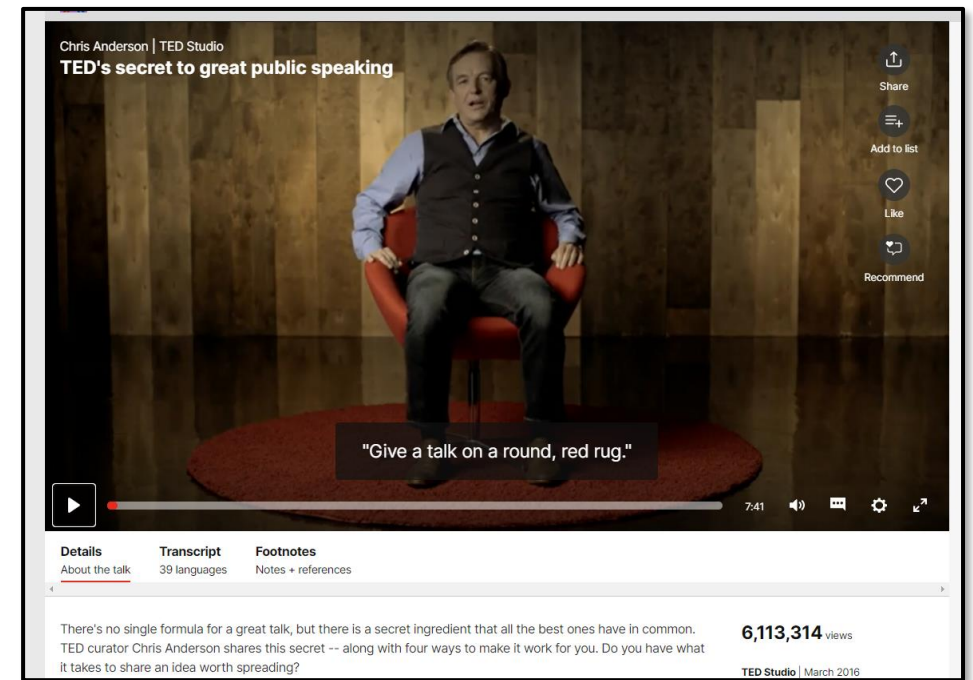 Chris Anderson | TED Studio
TED's secret to great public speaking
Share
Add to list
Like
Recommend
"Give a talk on a round, red rug."
7:41
Details
About the talk
Transcript
39 languages
Footnotes
Notes + references
There's no single formula for a great talk, but there is a secret ingredient that all the best ones have in common.
TED curator Chris Anderson shares this secret -- along with four ways to make it work for you. Do you have what
it takes to share an idea worth spreading?
6,113,314 views
TED Studio | March 2016